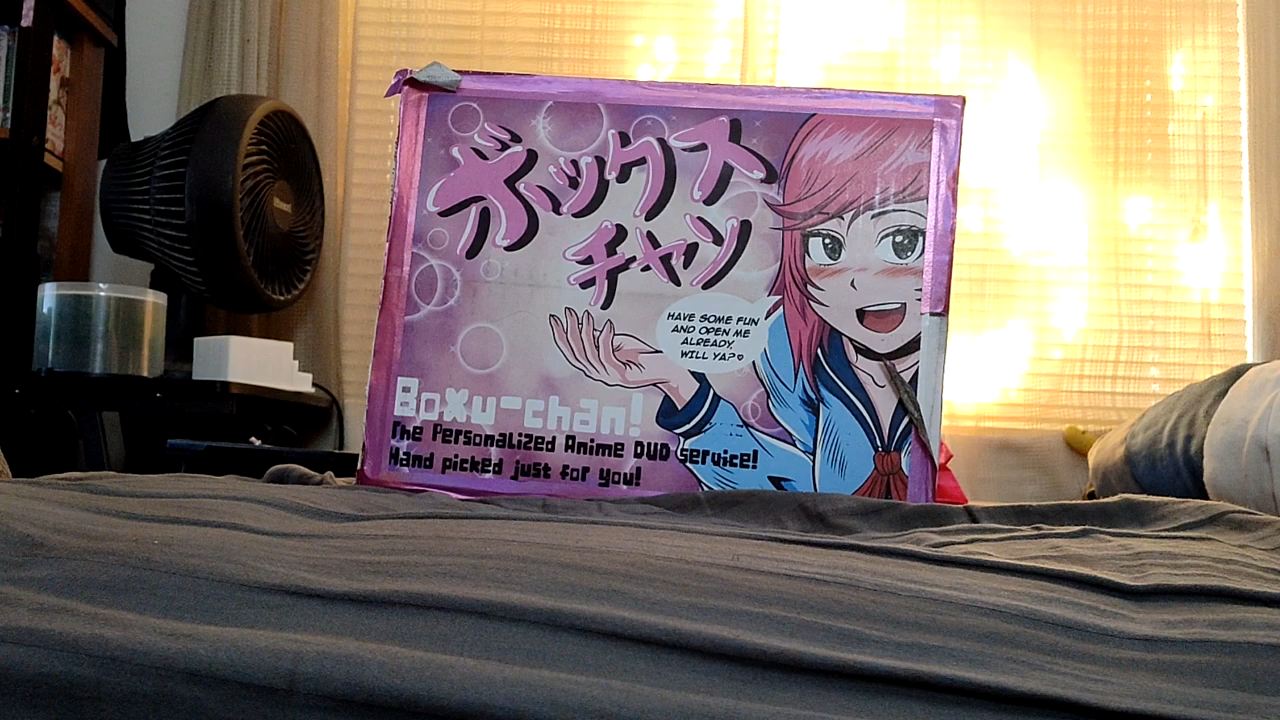 ボックス
チャン
HAVE SOME FUN
AND OPEN ME
ALREADY,
WILL YA?♡
Boxu-chan!
The Personalized Anime DVD service!
Hand picked just for you!